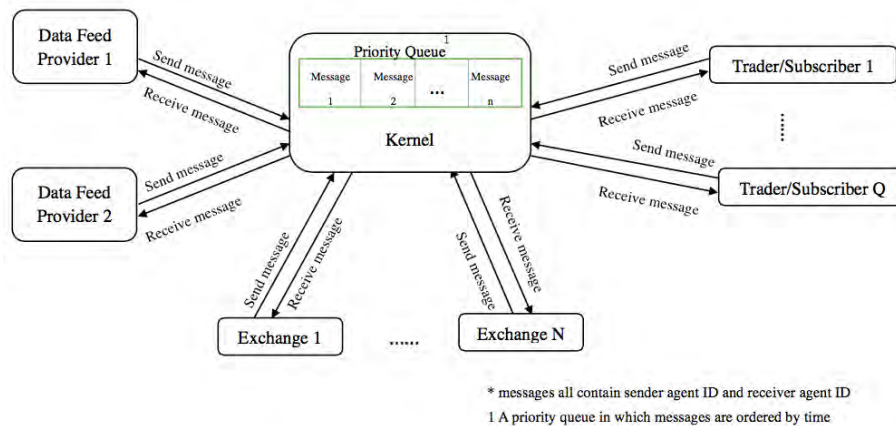 Data Feed
Provider 1
Send message
Receive message
1
Priority Queue
Message
1
Message
2
...
Message
n
Kernel
Send message
Receive message
Trader/Subscriber 1
......
Send message
Receive message
Trader/Subscriber Q
Data Feed
Provider 2
Send message
Receive message
Send message
Receive message
Send message
Receive message
Exchange 1
......
Exchange N
* messages all contain sender agent ID and receiver agent ID
1 A priority queue in which messages are ordered by time